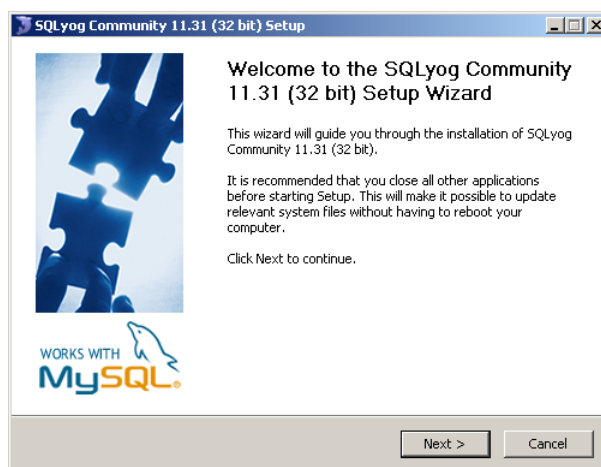 SQLyog Community 11.31 (32 bit) Setup
Welcome to the SQLyog Community
11.31 (32 bit) Setup Wizard
This wizard will guide you through the installation of SQLyog
Community 11.31 (32 bit).
It is recommended that you close all other applications
before starting Setup. This will make it possible to update
relevant system files without having to reboot your
computer.
Click Next to continue.
WORKS WITH
MySQL®
Next >
Cancel